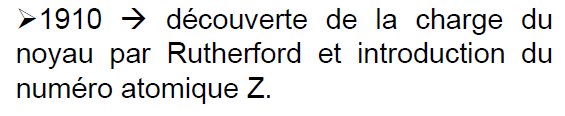 ➢1910 → découverte de la charge du
noyau par Rutherford et introduction du
numéro atomique Z.